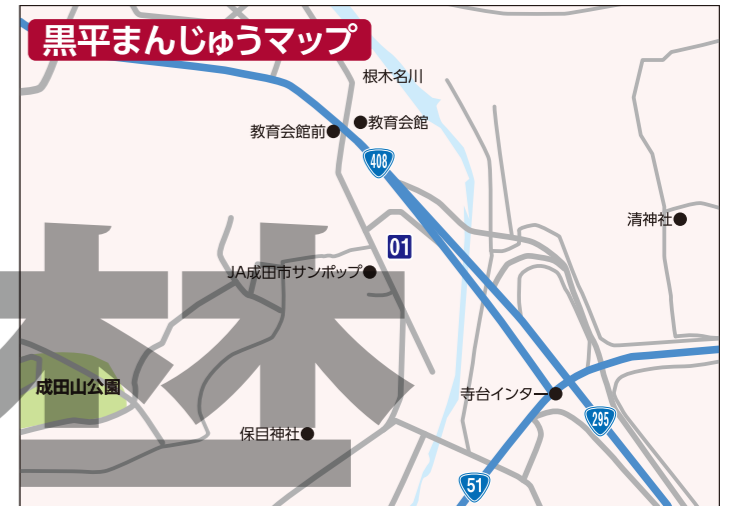 黒平まんじゅうマップ
根木名川
教育会館前
教育会館
408
清神社
01
JA成田市サンポップ
成田山公園
寺台インター
295
保目神社
51